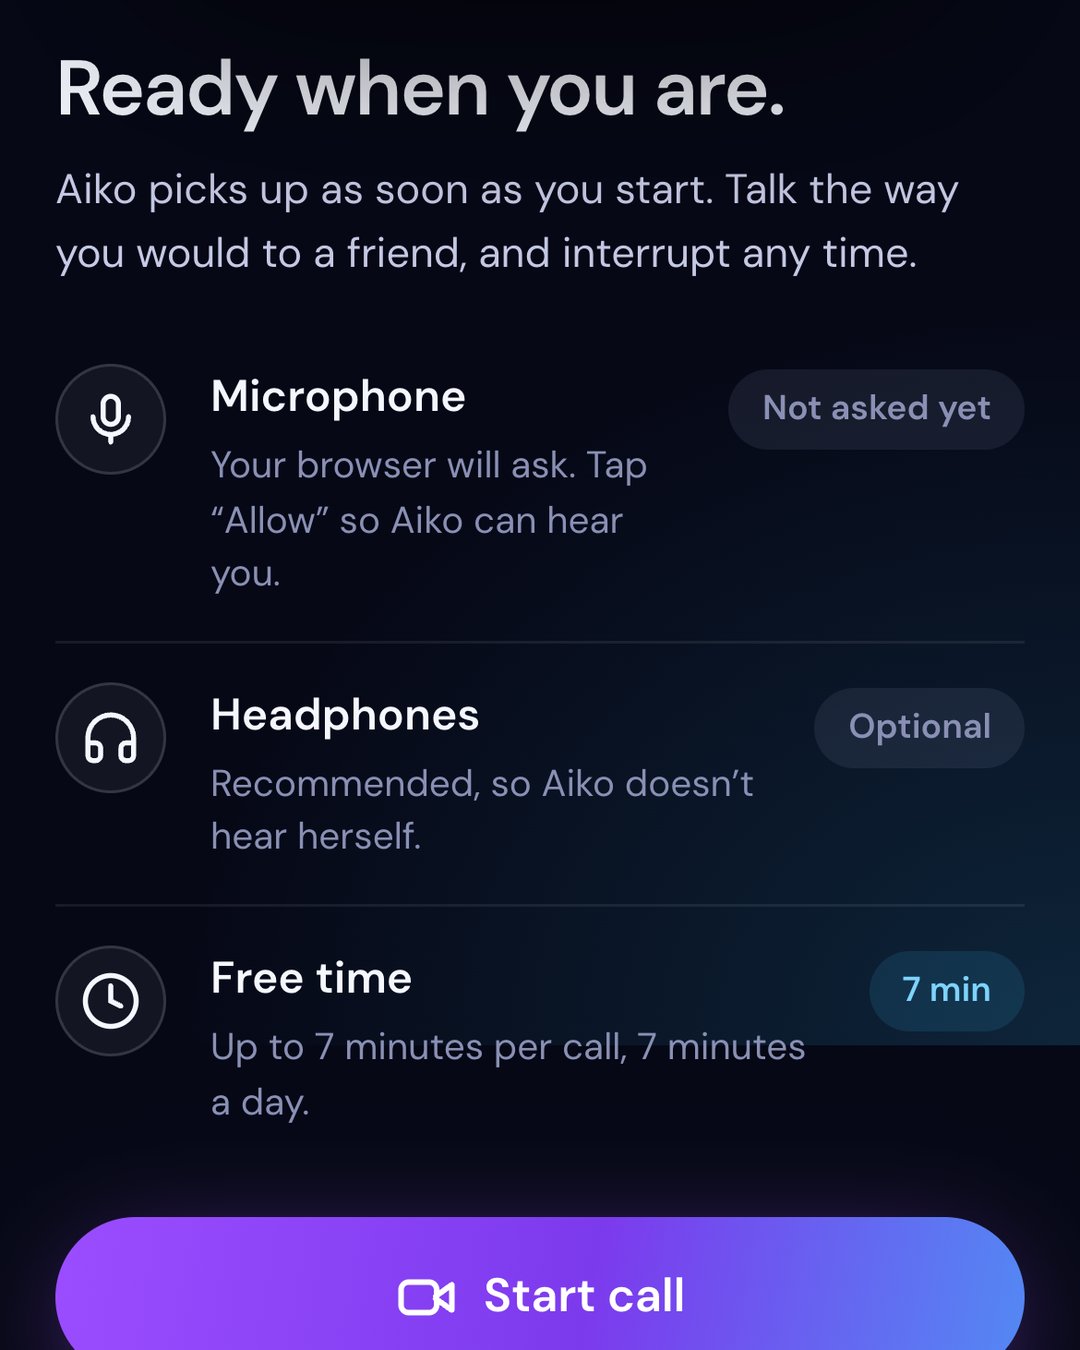 Ready when you are.
Aiko picks up as soon as you start. Talk the way
you would to a friend, and interrupt any time.
Microphone
Not asked yet
Your browser will ask. Tap
“Allow” so Aiko can hear
you.
Headphones
Optional
Recommended, so Aiko doesn’t
hear herself.
Free time
7 min
Up to 7 minutes per call, 7 minutes
a day.
Start call